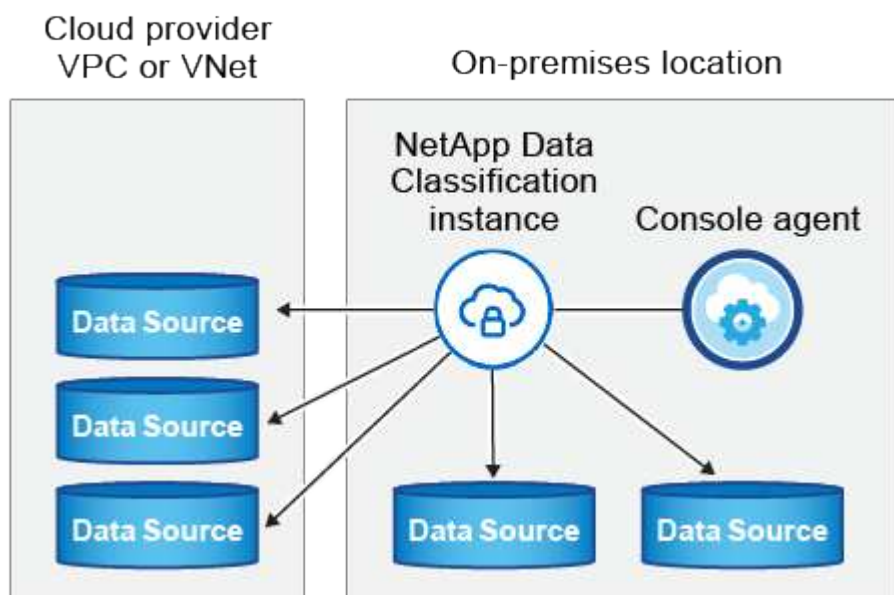 Cloud provider
VPC or VNet
On-premises location
NetApp Data
Classification
instance
Console agent
Data Source
Data Source
Data Source
Data Source
Data Source